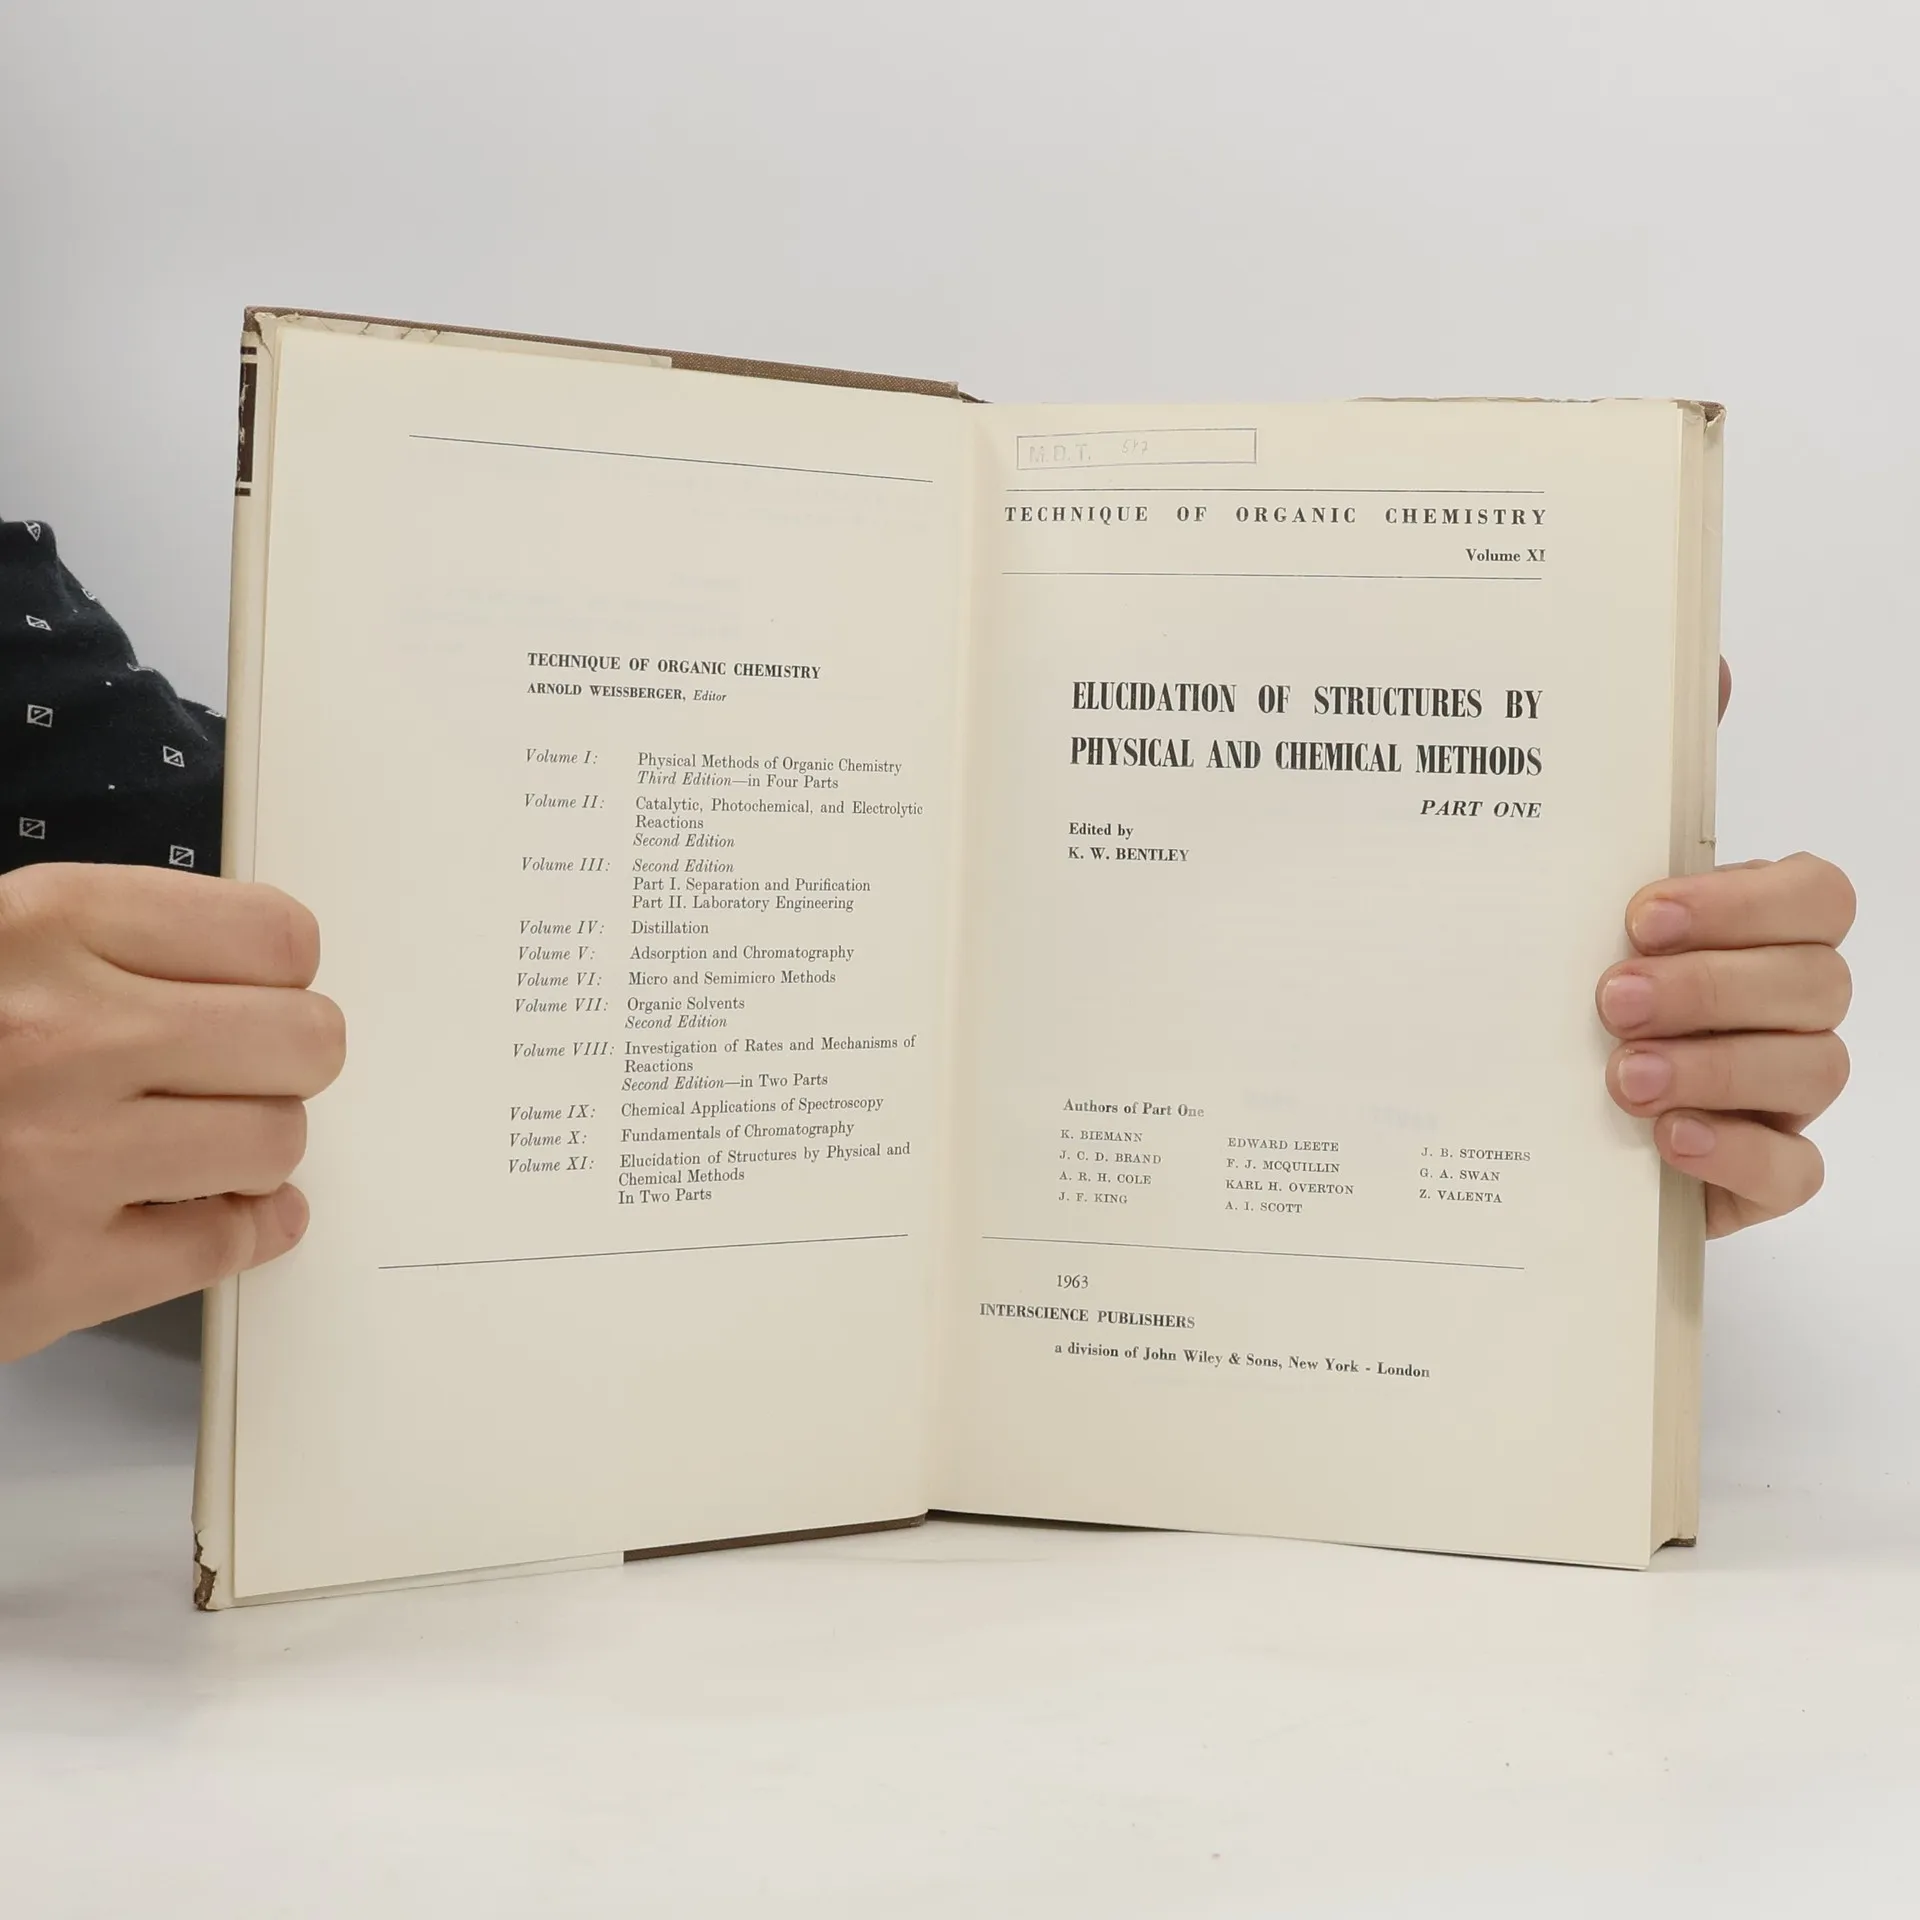 TECHNIQUE OF ORGANIC CHEMISTRY
ARNOLD WEISSBERGER, Editor
Volume I: Physical Methods of Organic Chemistry
Third Edition—in Four Parts
Volume II: Catalytic, Photochemical, and Electrolytic
Reactions
Second Edition
Volume III: Second Edition
Part I. Separation and Purification
Part II. Laboratory Engineering
Volume IV: Distillation
Volume V: Adsorption and Chromatography
Volume VI: Micro and Semimicro Methods
Volume VII: Organic Solvents
Second Edition
Volume VIII: Investigation of Rates and Mechanisms of
Reactions
Second Edition—in Two Parts
Volume IX: Chemical Applications of Spectroscopy
Volume X: Fundamentals of Chromatography
Volume XI: Elucidation of Structures by Physical and
Chemical Methods
In Two Parts
M.D.T.
TECHNIQUE OF ORGANIC CHEMISTRY
Volume XI
ELUCIDATION OF STRUCTURES BY
PHYSICAL AND CHEMICAL METHODS
PART ONE
Edited by
K. W. BENTLEY
Authors of Part One
K. BIEMANN
J. C. D. BRAND
A. R. H. COLE
J. F. KING
EDWARD LEETE
F. J. MCQUILLIN
KARL H. OVERTON
A. I. SCOTT
J. B. STOTHERS
G. A. SWAN
Z. VALENTA
1963
INTERSCIENCE PUBLISHERS
a division of John Wiley & Sons, New York - London